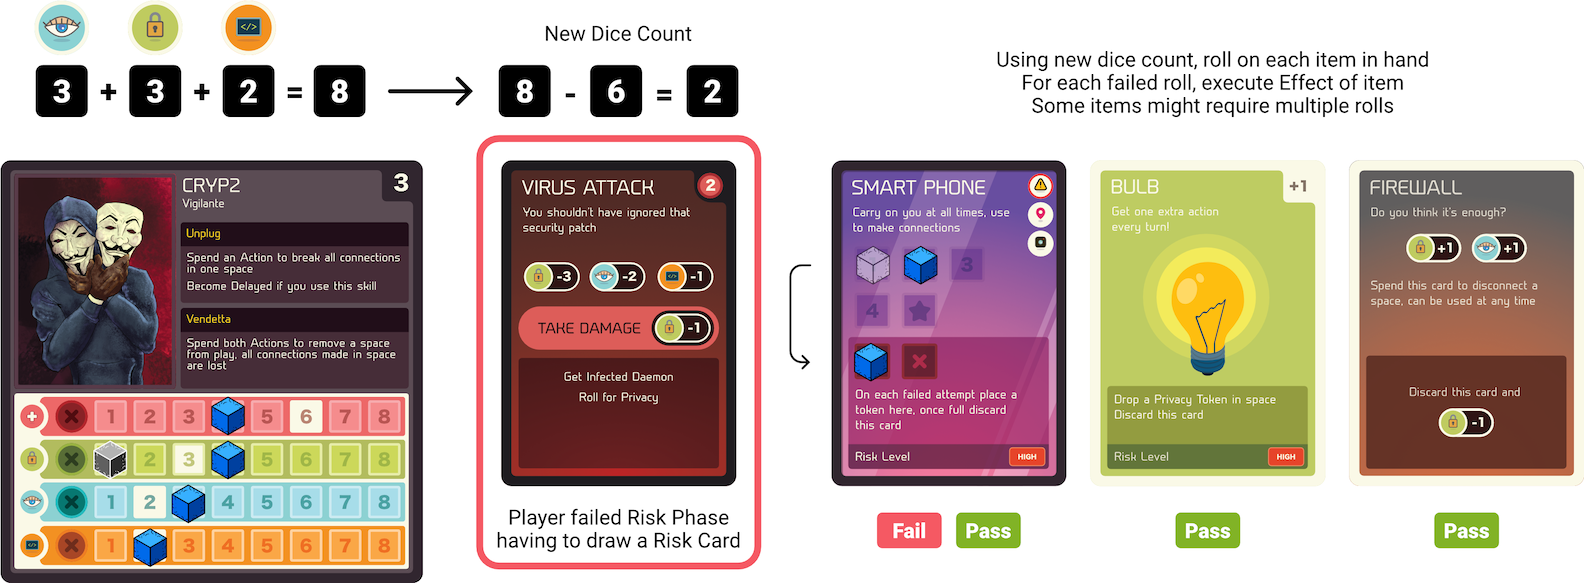 3 + 3 + 2 = 8
New Dice Count
8 - 6 = 2
Using new dice count, roll on each item in hand
For each failed roll, execute Effect of item
Some items might require multiple rolls
CRYP2
3
Vigilante
Unplug
Spend an Action to break all connections
in one space
Become Delayed if you use this skill
Vendetta
Spend both Actions to remove a space
from play, all connections made in space
are lost
1 2 3 5 6 7 8
2 3 5 6 7 8
1 2 4 5 6 7 8
1 3 4 5 6 7 8
VIRUS ATTACK
2
You shouldn't have ignored that
security patch
-3 -2 </> -1
TAKE DAMAGE -1
Get Infected Daemon
Roll for Privacy
Player failed Risk Phase
having to draw a Risk Card
SMART PHONE
Carry on you at all times, use
to make connections
3
4
On each failed attempt place a
token here, once full discard
this card
Risk Level HIGH
Fail Pass
BULB
+1
Get one extra action
every turn!
Drop a Privacy Token in space
Discard this card
Risk Level HIGH
Pass
FIREWALL
Do you think it's enough?
+1 +1
Spend this card to disconnect a
space, can be used at any time
Discard this card and
-1
Pass